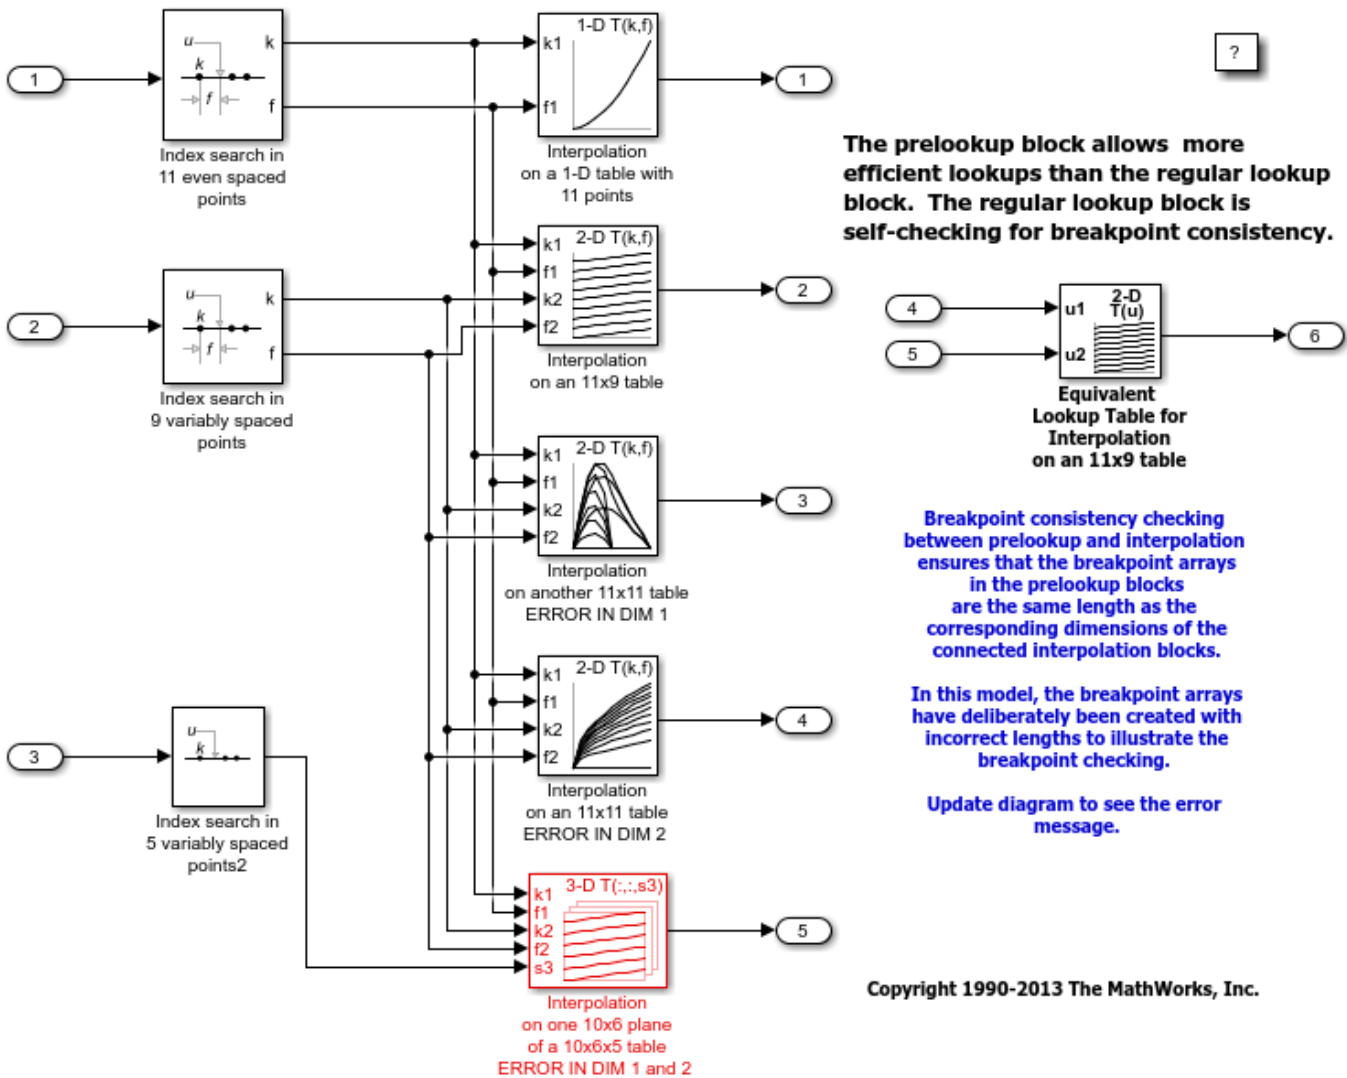 1
u
k
f
k
f
Index search in
11 even spaced
points
1-D T(k,f)
k1
f1
Interpolation
on a 1-D table with
11 points
1
?
The prelookup block allows  more
efficient lookups than the regular lookup
block.  The regular lookup block is
self-checking for breakpoint consistency.
2
u
k
f
k
f
Index search in
9 variably spaced
points
2-D T(k,f)
k1
f1
k2
f2
Interpolation
on an 11x9 table
2
4
5
u1
u2
2-D
T(u)
6
Equivalent
Lookup Table for
Interpolation
on an 11x9 table
2-D T(k,f)
k1
f1
k2
f2
Interpolation
on another 11x11 table
ERROR IN DIM 1
3
Breakpoint consistency checking
between prelookup and interpolation
ensures that the breakpoint arrays
in the prelookup blocks
are the same length as the
corresponding dimensions of the
connected interpolation blocks.
In this model, the breakpoint arrays
have deliberately been created with
incorrect lengths to illustrate the
breakpoint checking.
Update diagram to see the error
message.
2-D T(k,f)
k1
f1
k2
f2
Interpolation
on an 11x11 table
ERROR IN DIM 2
4
3
u
k
Index search in
5 variably spaced
points2
3-D T(:,:,s3)
k1
f1
k2
f2
s3
Interpolation
on one 10x6 plane
of a 10x6x5 table
ERROR IN DIM 1 and 2
5
Copyright 1990-2013 The MathWorks, Inc.